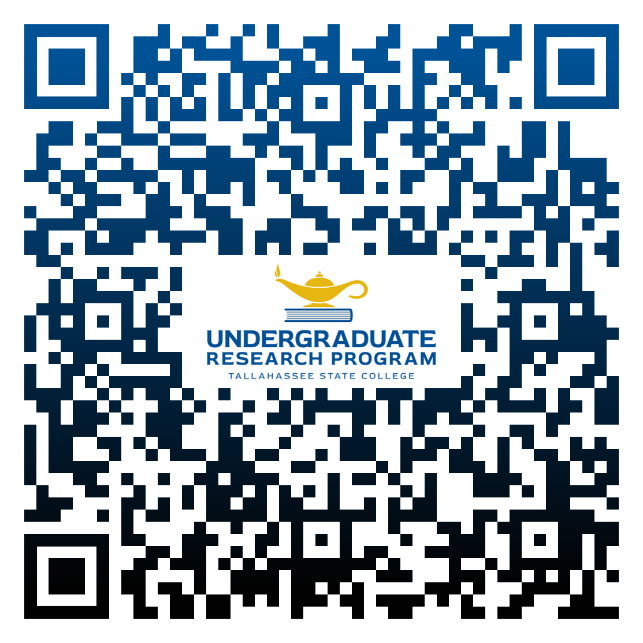 UNDERGRADUATE
RESEARCH PROGRAM
TALLAHASSEE STATE COLLEGE